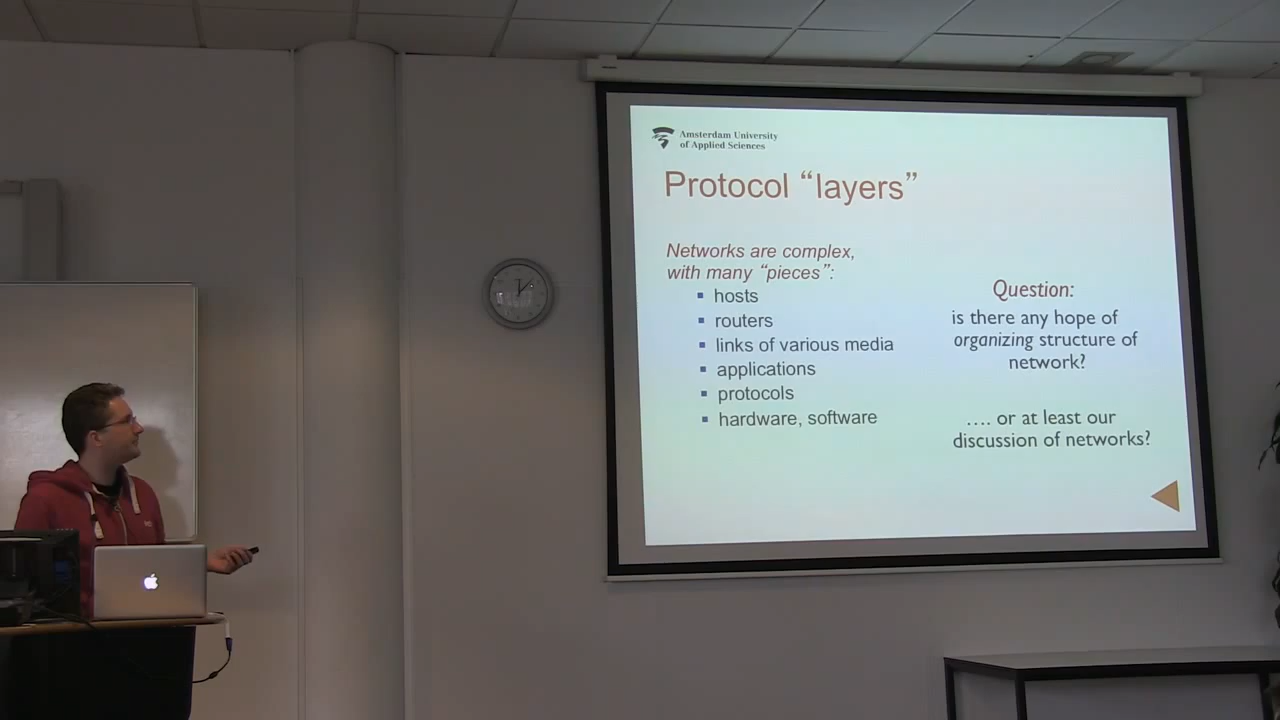 Amsterdam University
of Applied Sciences
Protocol “layers”
Networks are complex,
with many “pieces”:
hosts
routers
links of various media
applications
protocols
hardware, software
Question:
is there any hope of
organizing structure of
network?
…. or at least our
discussion of networks?